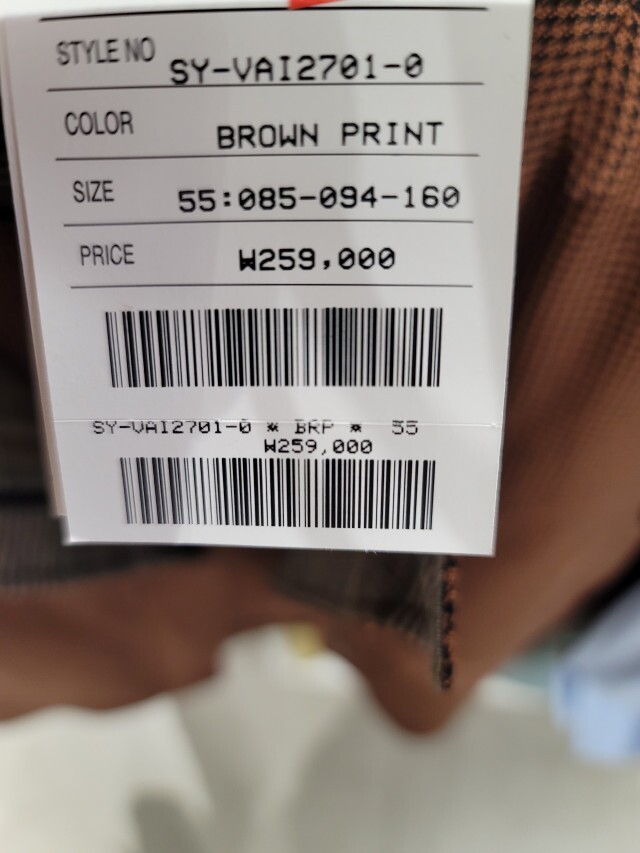 STYLE NO SY-VAI2701-0
COLOR BROWN PRINT
SIZE 55:085-094-160
PRICE ₩259,000
SY-VAI2701-0 * BRP * 55
₩259,000